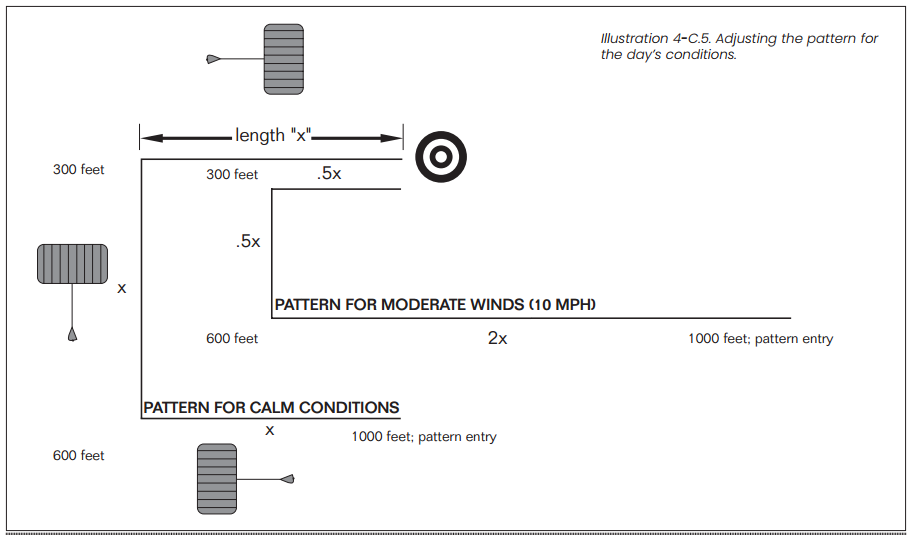 Illustration 4-C.5. Adjusting the pattern for
the day's conditions.
length "x"
300 feet
300 feet
.5x
.5x
x
PATTERN FOR MODERATE WINDS (10 MPH)
600 feet
2x
1000 feet; pattern entry
PATTERN FOR CALM CONDITIONS
x
1000 feet; pattern entry
600 feet